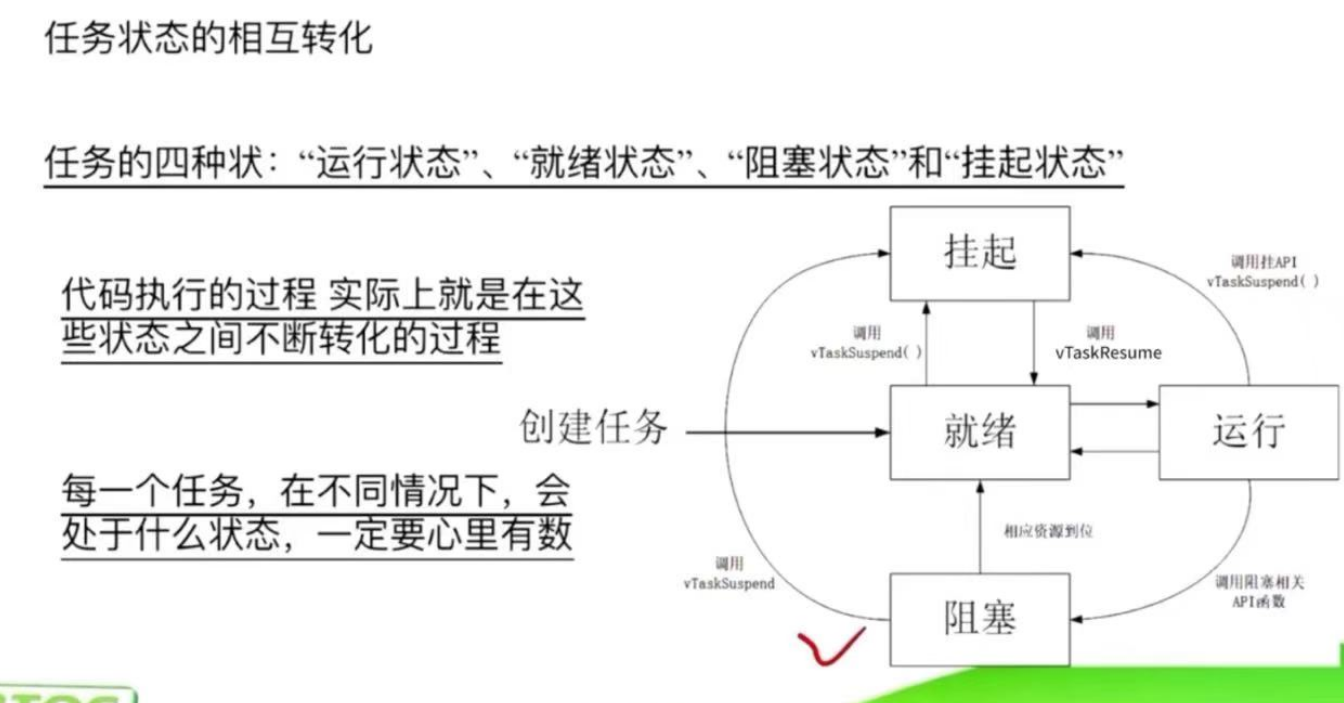 任务状态的相互转化
任务的四种状：“运行状态”、“就绪状态”、“阻塞状态”和“挂起状态”
代码执行的过程 实际上就是在这
些状态之间不断转化的过程
每一个任务，在不同情况下，会
处于什么状态，一定要心里有数
挂起
调用挂API
vTaskSuspend( )
调用
vTaskSuspend( )
调用
vTaskResume
创建任务
就绪
运行
相应资源到位
调用
vTaskSuspend
阻塞
调用阻塞相关
API函数